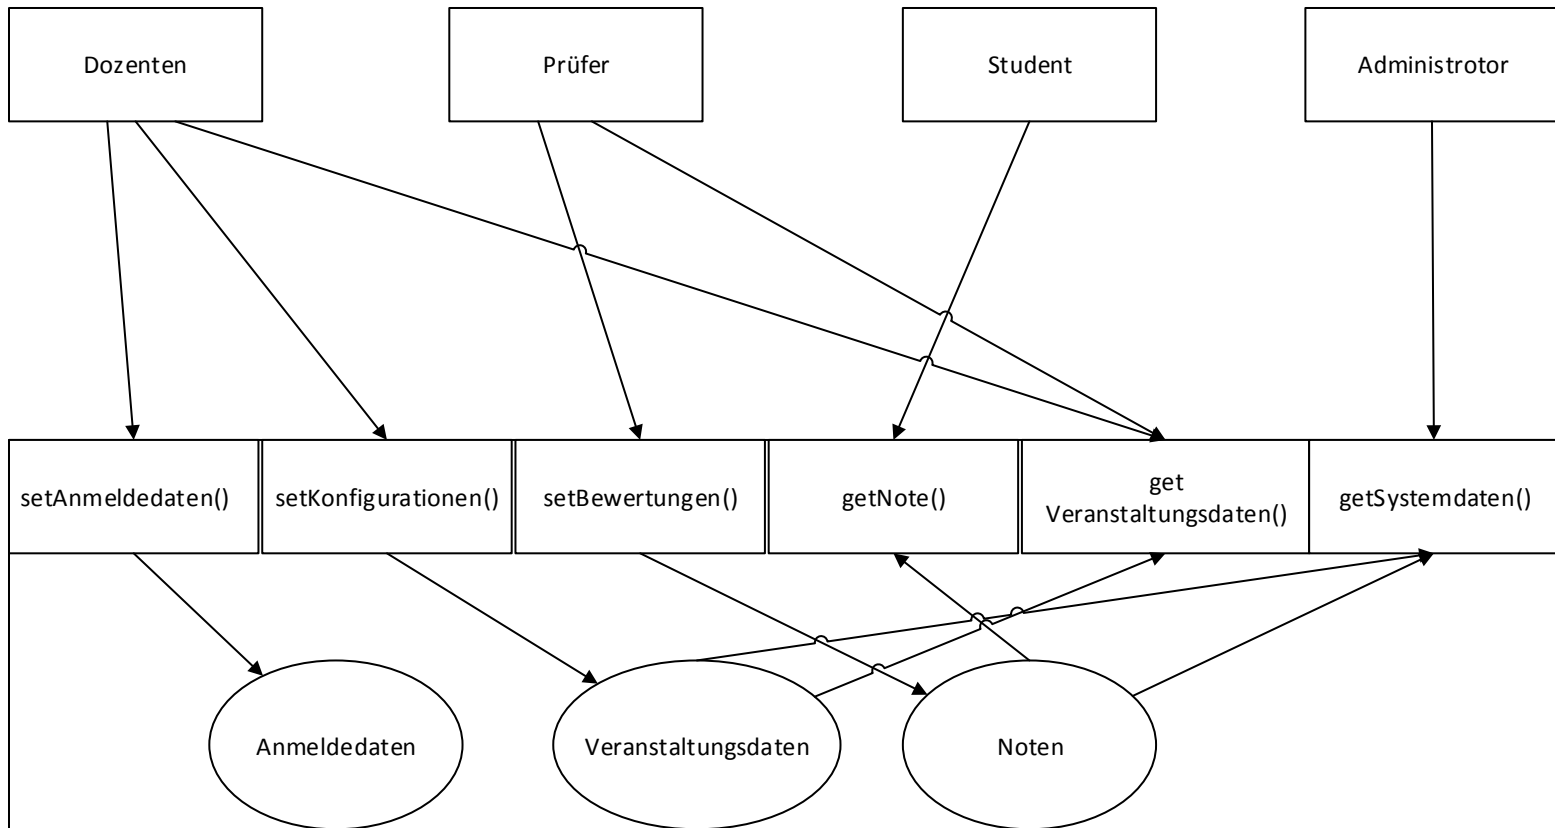 Dozenten
Prüfer
Student
Administrotor
setAnmeldedaten()
setKonfigurationen()
setBewertungen()
getNote()
get
Veranstaltungsdaten()
getSystemdaten()
Anmeldedaten
Veranstaltungsdaten
Noten